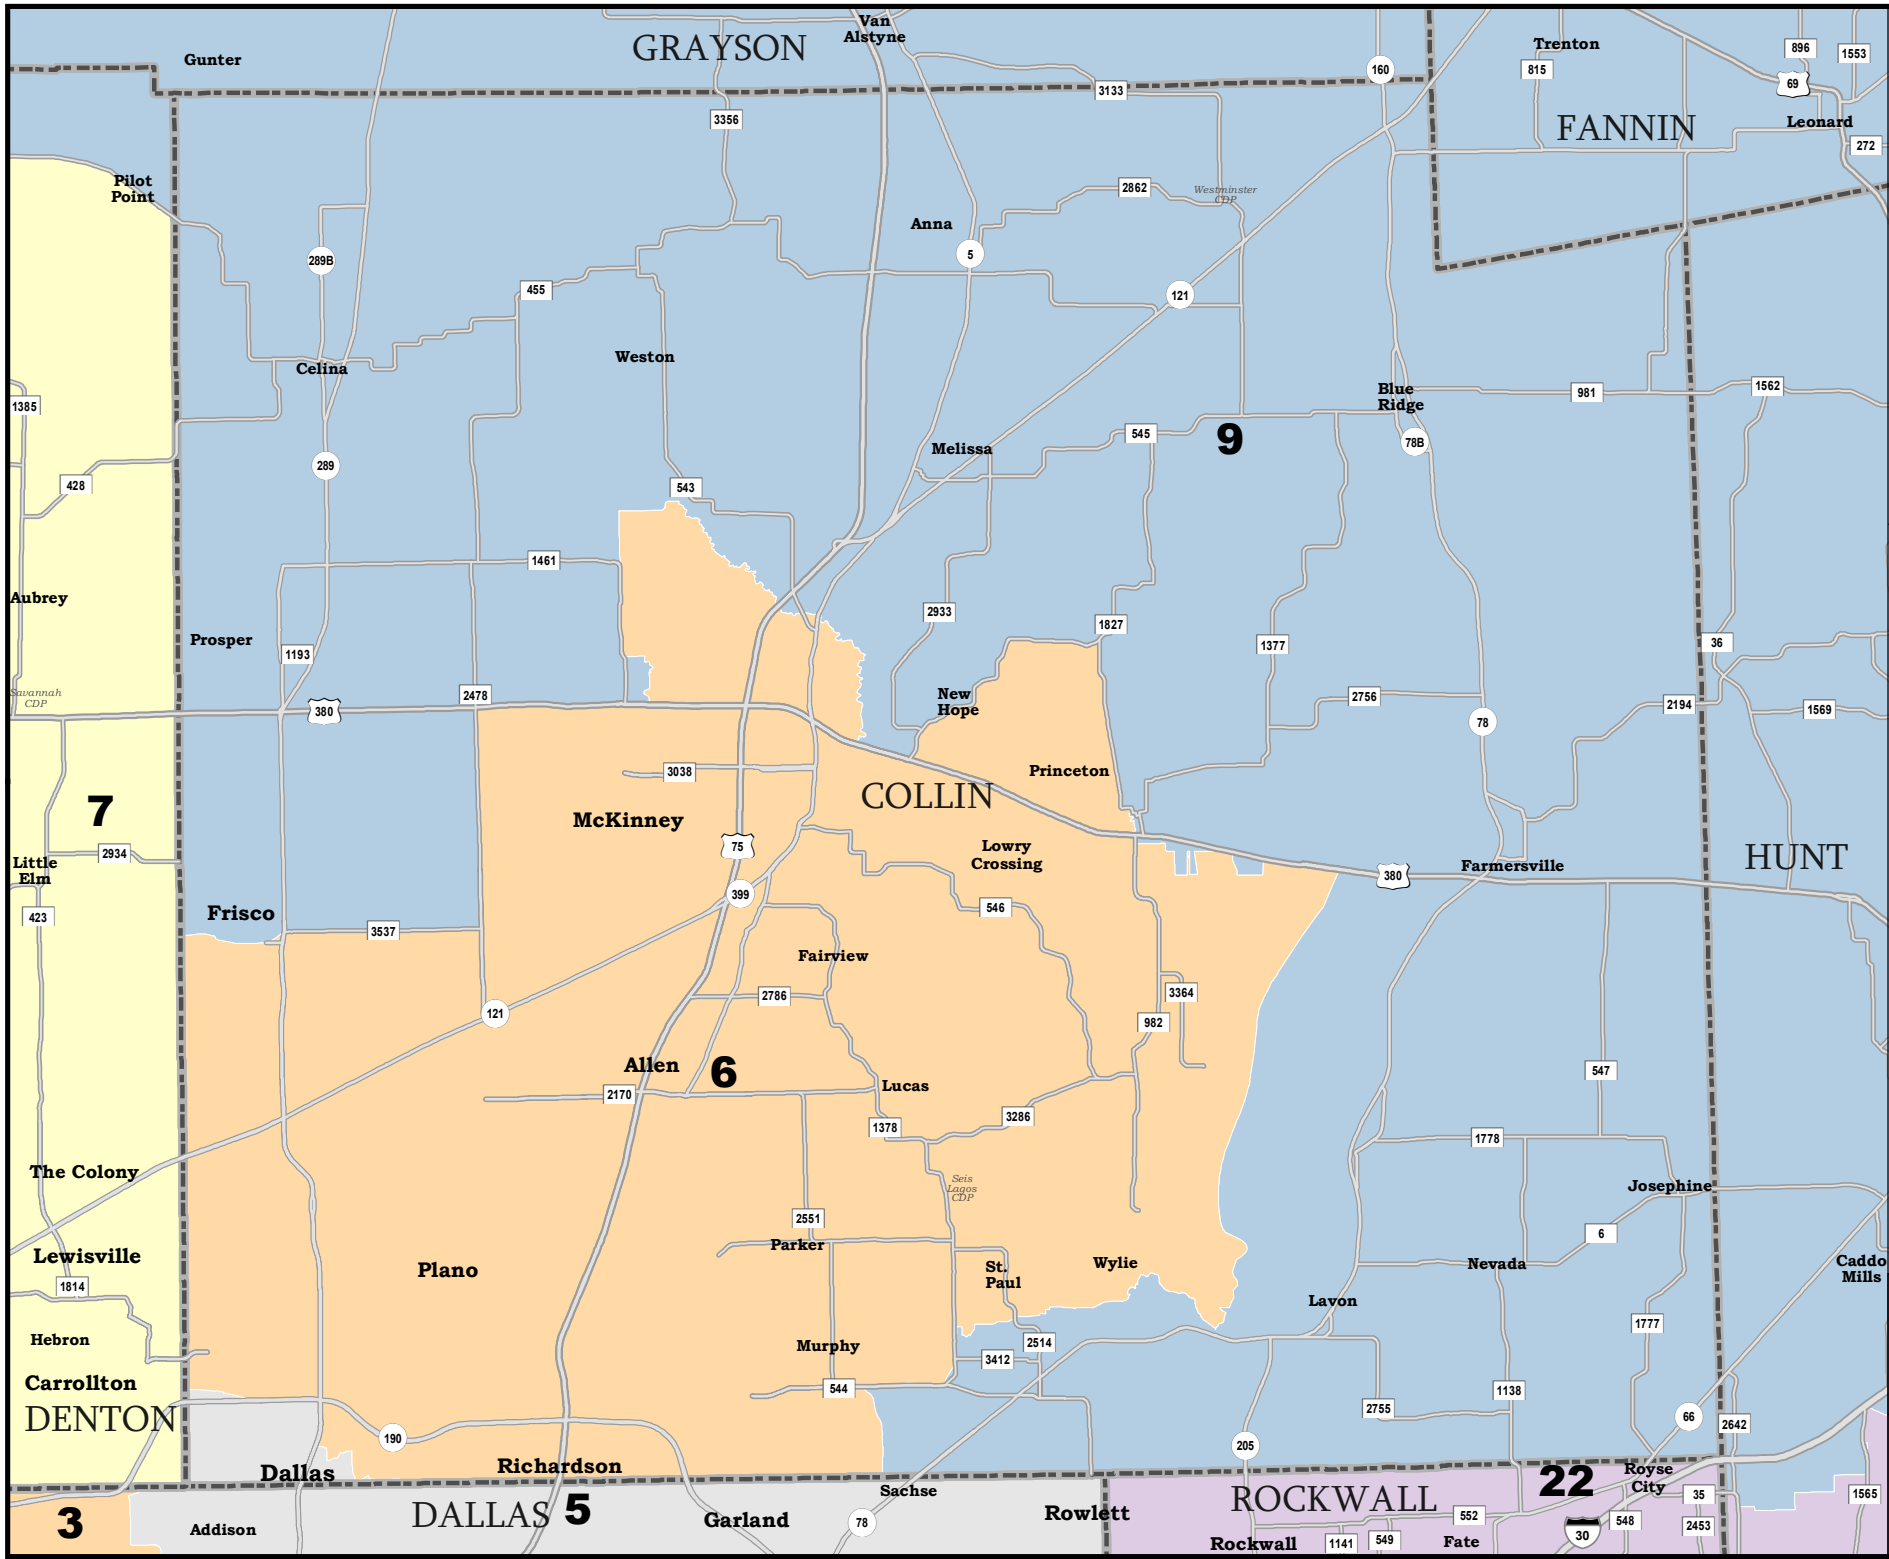 Van
Alstyne
GRAYSON
Gunter
Trenton
896
1553
160
815
69
3133
3356
FANNIN
Leonard
272
Pilot
Point
2862
Westminster
CDP
Anna
5
289B
455
121
Weston
Celina
1385
Blue
Ridge
981
1562
545
9
78B
Melissa
289
428
543
1461
Aubrey
2933
1827
Prosper
1193
1377
36
Savannah
CDP
2478
380
New
Hope
2756
78
2194
1569
3038
Princeton
COLLIN
7
McKinney
75
2934
Little
Elm
Lowry
Crossing
HUNT
Farmersville
380
399
423
Frisco
546
3537
Fairview
2786
3364
121
982
Allen
6
2170
Lucas
547
1378
3286
1778
The Colony
Seis
Lagos
CDP
Josephine
2551
6
Parker
Lewisville
Plano
St.
Paul
Wylie
Nevada
Caddo
Mills
1814
Lavon
Hebron
Murphy
2514
1777
3412
Carrollton
544
1138
DENTON
2755
66
2642
190
205
Dallas
Richardson
22
Royse
City
Sachse
35
1565
3
Addison
DALLAS
5
Garland
78
Rowlett
ROCKWALL
552
548
2453
30
Rockwall
1141
549
Fate